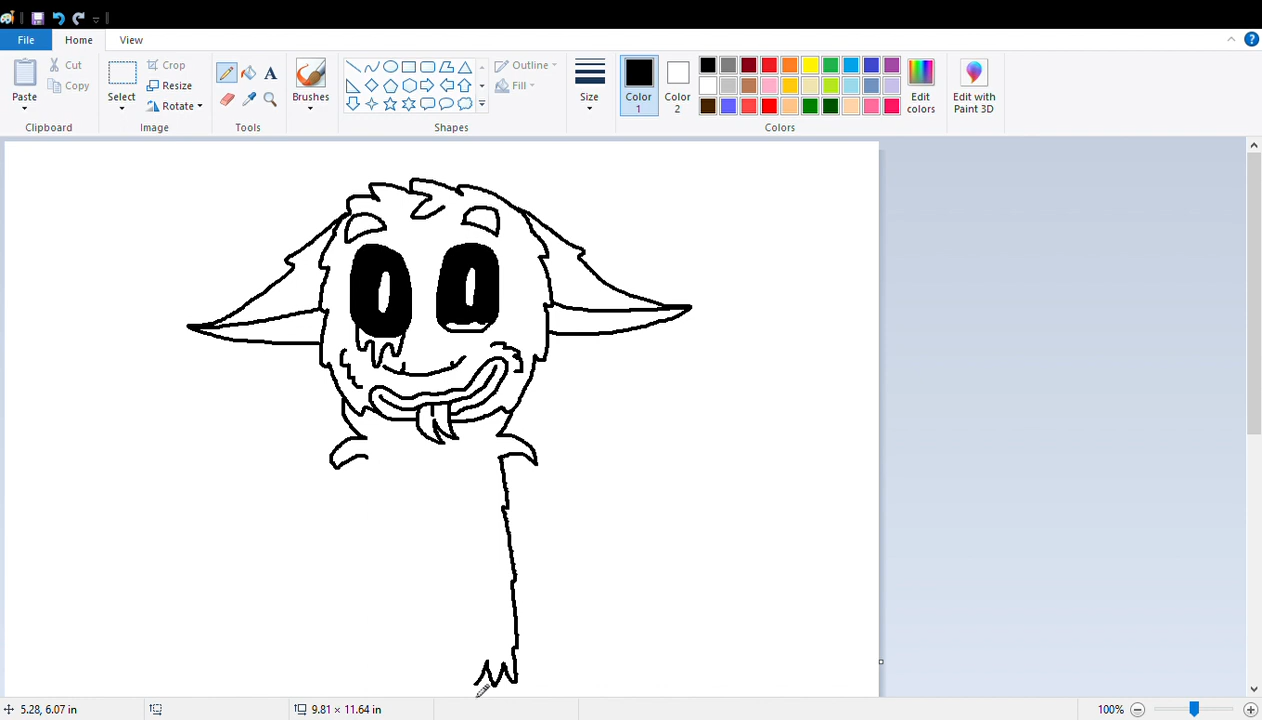 File Home View
Paste
Cut
Copy
Clipboard
Select
Crop
Resize
Rotate
Image
A
Tools
Brushes
Outline
Fill
Shapes
Size
Color 1
Color 2
Edit colors
Colors
Edit with Paint 3D
5.28, 6.07 in
9.81 × 11.64 in
100%